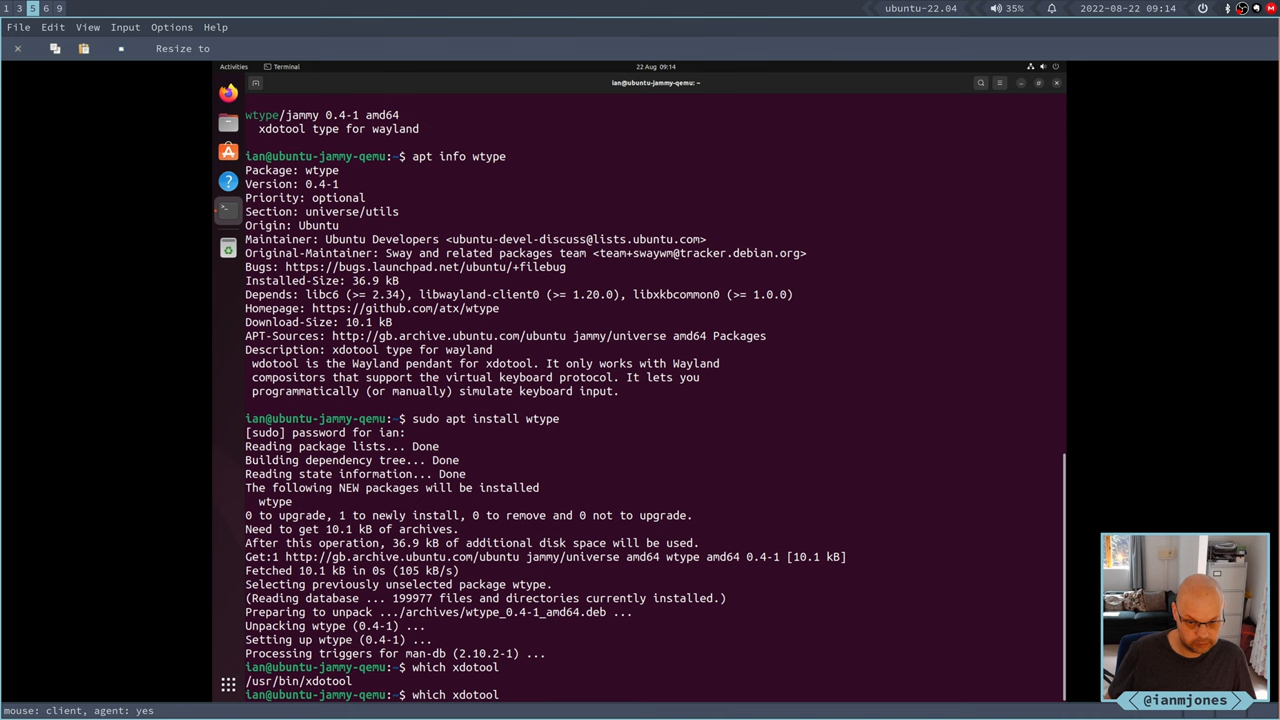 1 3 5 6 9
ubuntu-22.04 35% 2022-08-22 09:14
File Edit View Input Options Help
Resize to
Activities Terminal 22 Aug 09:14
ian@ubuntu-jammy-qemu: ~
wtype/jammy 0.4-1 amd64
xdotool type for wayland
ian@ubuntu-jammy-qemu:~$ apt info wtype
Package: wtype
Version: 0.4-1
Priority: optional
Section: universe/utils
Origin: Ubuntu
Maintainer: Ubuntu Developers <ubuntu-devel-discuss@lists.ubuntu.com>
Original-Maintainer: Sway and related packages team <team+swaywm@tracker.debian.org>
Bugs: https://bugs.launchpad.net/ubuntu/+filebug
Installed-Size: 36.9 kB
Depends: libc6 (>= 2.34), libwayland-client0 (>= 1.20.0), libxkbcommon0 (>= 1.0.0)
Homepage: https://github.com/atx/wtype
Download-Size: 10.1 kB
APT-Sources: http://gb.archive.ubuntu.com/ubuntu jammy/universe amd64 Packages
Description: xdotool type for wayland
wdotool is the Wayland pendant for xdotool. It only works with Wayland
compositors that support the virtual keyboard protocol. It lets you
programmatically (or manually) simulate keyboard input.
ian@ubuntu-jammy-qemu:~$ sudo apt install wtype
[sudo] password for ian:
Reading package lists... Done
Building dependency tree... Done
Reading state information... Done
The following NEW packages will be installed
wtype
0 to upgrade, 1 to newly install, 0 to remove and 0 not to upgrade.
Need to get 10.1 kB of archives.
After this operation, 36.9 kB of additional disk space will be used.
Get:1 http://gb.archive.ubuntu.com/ubuntu jammy/universe amd64 wtype amd64 0.4-1 [10.1 kB]
Fetched 10.1 kB in 0s (105 kB/s)
Selecting previously unselected package wtype.
(Reading database ... 199977 files and directories currently installed.)
Preparing to unpack .../archives/wtype_0.4-1_amd64.deb ...
Unpacking wtype (0.4-1) ...
Setting up wtype (0.4-1) ...
Processing triggers for man-db (2.10.2-1) ...
ian@ubuntu-jammy-qemu:~$ which xdotool
/usr/bin/xdotool
ian@ubuntu-jammy-qemu:~$ which xdotool
@ianmjones
mouse: client, agent: yes